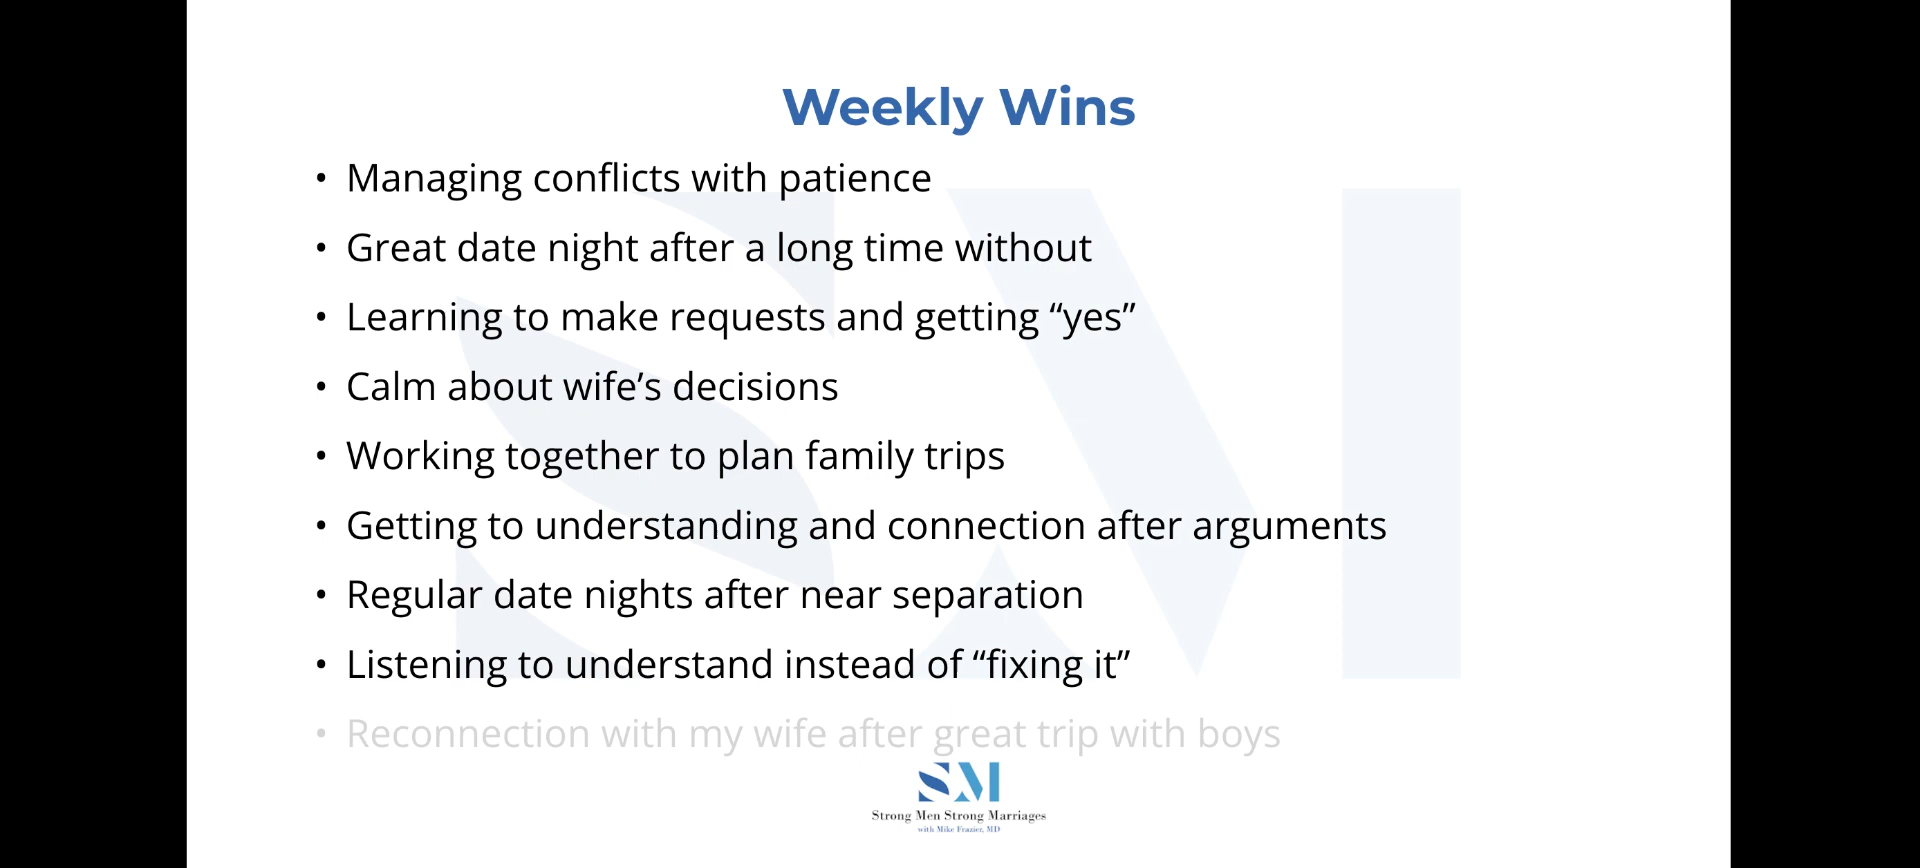 Weekly Wins
• Managing conflicts with patience
• Great date night after a long time without
• Learning to make requests and getting “yes”
• Calm about wife’s decisions
• Working together to plan family trips
• Getting to understanding and connection after arguments
• Regular date nights after near separation
• Listening to understand instead of “fixing it”
• Reconnection with my wife after great trip with boys
SM
Strong Men Strong Marriages
with Mike Frazier, MD